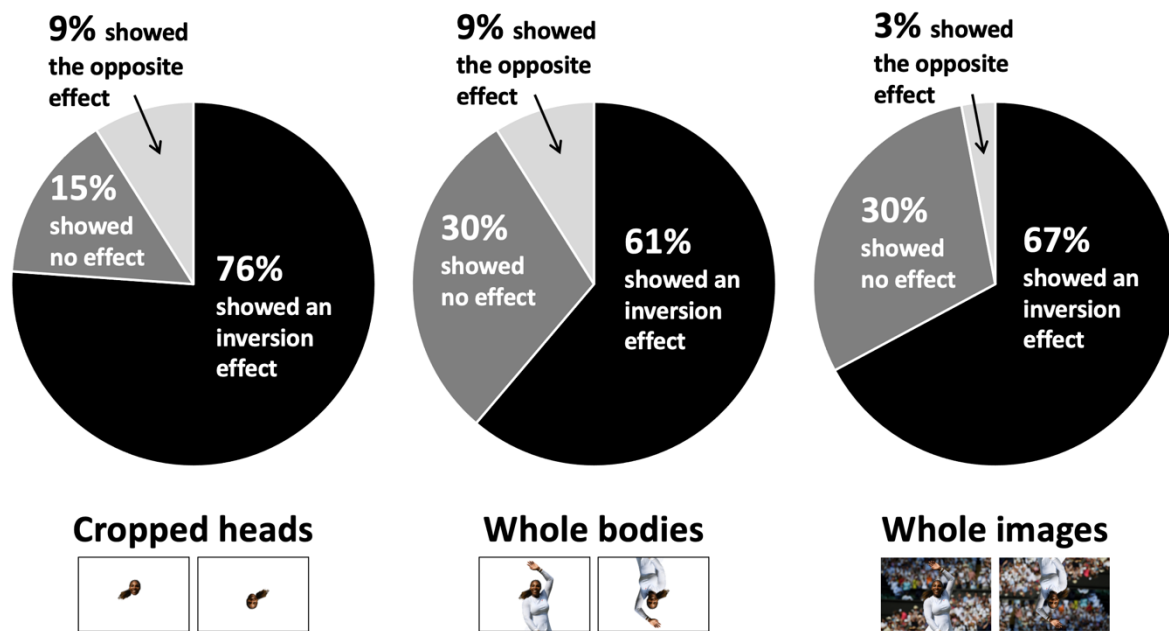 9% showed
the opposite
effect
15%
showed
no effect
76%
showed an
inversion
effect
Cropped heads
9% showed
the opposite
effect
30%
showed
no effect
61%
showed an
inversion
effect
Whole bodies
3% showed
the opposite
effect
30%
showed
no effect
67%
showed an
inversion
effect
Whole images